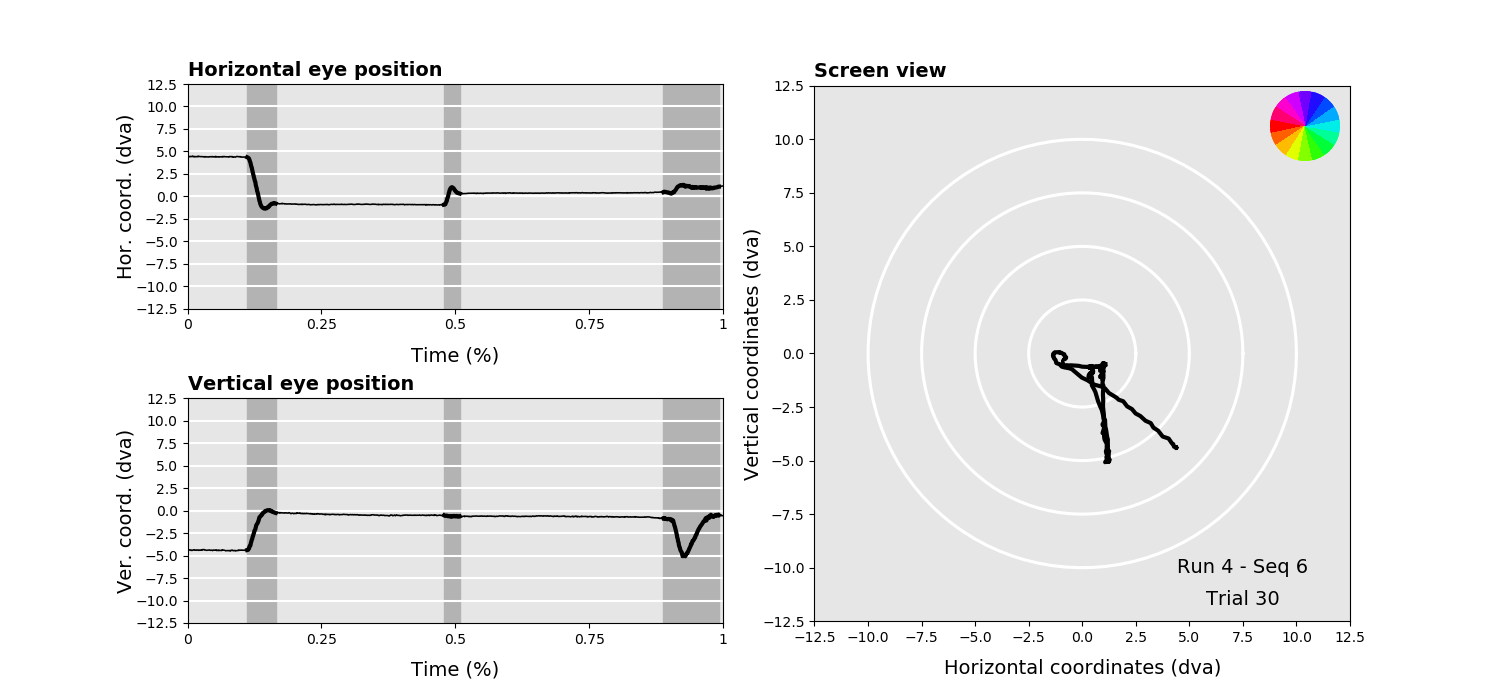 Horizontal eye position
Hor. coord. (dva)
12.5
10.0
7.5
5.0
2.5
0.0
−2.5
−5.0
−7.5
−10.0
−12.5
0 0.25 0.5 0.75 1
Time (%)
Vertical eye position
Ver. coord. (dva)
12.5
10.0
7.5
5.0
2.5
0.0
−2.5
−5.0
−7.5
−10.0
−12.5
0 0.25 0.5 0.75 1
Time (%)
Screen view
Vertical coordinates (dva)
12.5
10.0
7.5
5.0
2.5
0.0
−2.5
−5.0
−7.5
−10.0
−12.5
Run 4 - Seq 6
Trial 30
−12.5 −10.0 −7.5 −5.0 −2.5 0.0 2.5 5.0 7.5 10.0 12.5
Horizontal coordinates (dva)